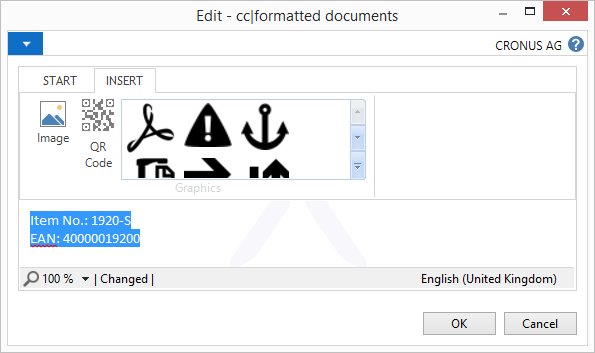 Edit - cc|formatted documents
CRONUS AG
?
START INSERT
Image
QR
Code
Graphics
Item No.: 1920-S
EAN: 40000019200
100 % | Changed | English (United Kingdom)
OK Cancel